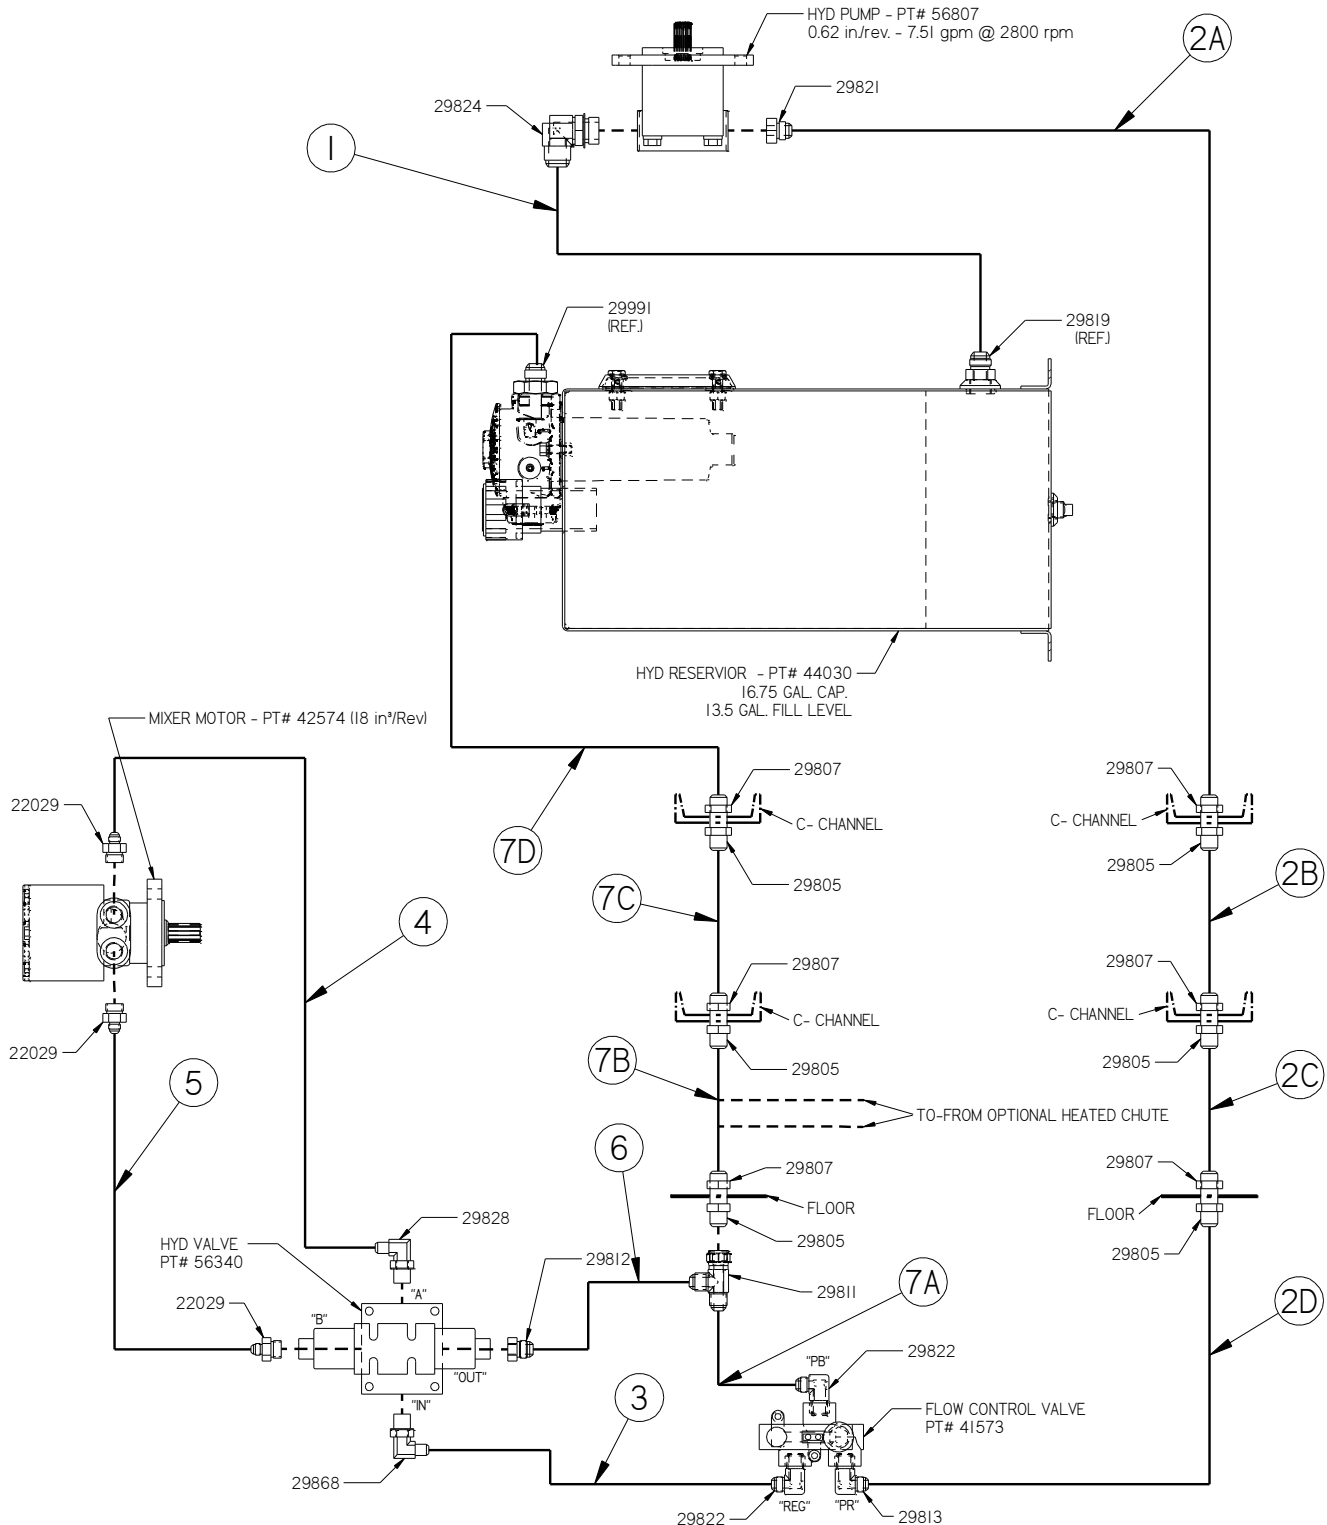 HYD PUMP - PT# 56807
0.62 in/rev. - 7.51 gpm @ 2800 rpm
2A
29821
29824
1
29991
(REF.)
29819
(REF.)
HYD RESERVIOR - PT# 44030
16.75 GAL. CAP.
13.5 GAL. FILL LEVEL
MIXER MOTOR - PT# 42574 (18 in³/Rev)
22029
29807
C- CHANNEL
29805
7D
7C
29807
C- CHANNEL
29805
2B
4
29807
C- CHANNEL
29805
29807
C- CHANNEL
29805
22029
5
7B
2C
TO-FROM OPTIONAL HEATED CHUTE
6
29807
FLOOR
29805
29807
FLOOR
29805
29828
HYD VALVE
PT# 56340
29812
29811
7A
2D
22029
"A"
"B"
"OUT"
"IN"
"PB"
29822
3
FLOW CONTROL VALVE
PT# 41573
29868
"REG"
"PR"
29822
29813